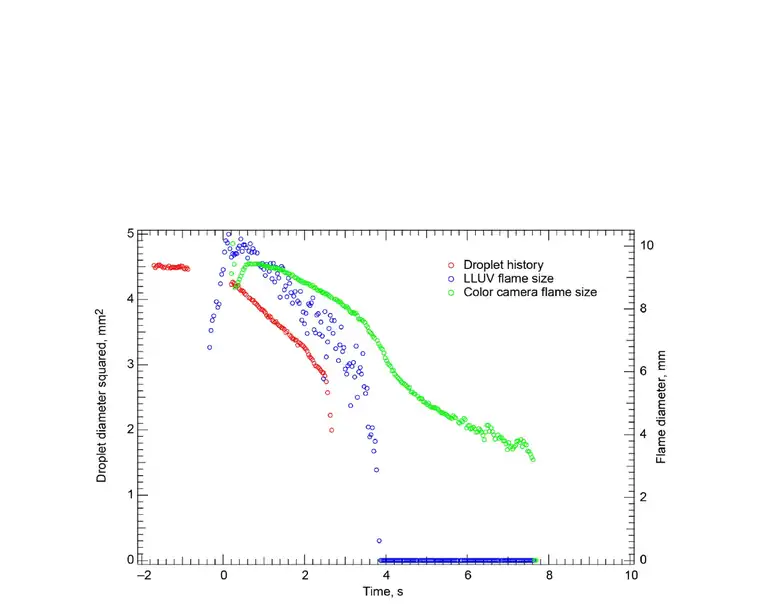 5
4
3
2
1
0
Droplet diameter squared, mm2
10
8
6
4
2
0
Flame diameter, mm
Droplet history
LLUV flame size
Color camera flame size
–2 0 2 4 6 8 10
Time, s